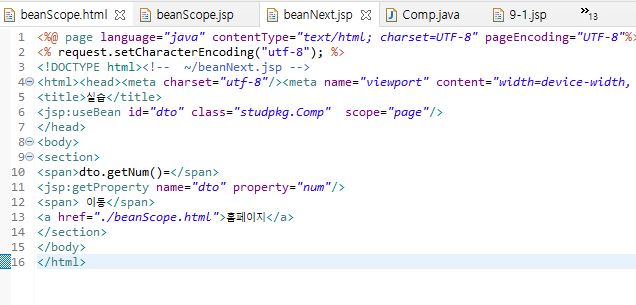 beanScope.html beanScope.jsp beanNext.jsp Comp.java 9-1.jsp »13
1 <%@ page language="java" contentType="text/html; charset=UTF-8" pageEncoding="UTF-8"%>
2 <% request.setCharacterEncoding("utf-8"); %>
3 <!DOCTYPE html><!--  ~/beanNext.jsp -->
4 <html><head><meta charset="utf-8"/><meta name="viewport" content="width=device-width,
5 <title>실습</title>
6 <jsp:useBean id="dto" class="studpkg.Comp"  scope="page"/>
7 </head>
8 <body>
9 <section>
10 <span>dto.getNum()=</span>
11 <jsp:getProperty name="dto" property="num"/>
12 <span> 이동</span>
13 <a href="./beanScope.html">홈페이지</a>
14 </section>
15 </body>
16 </html>